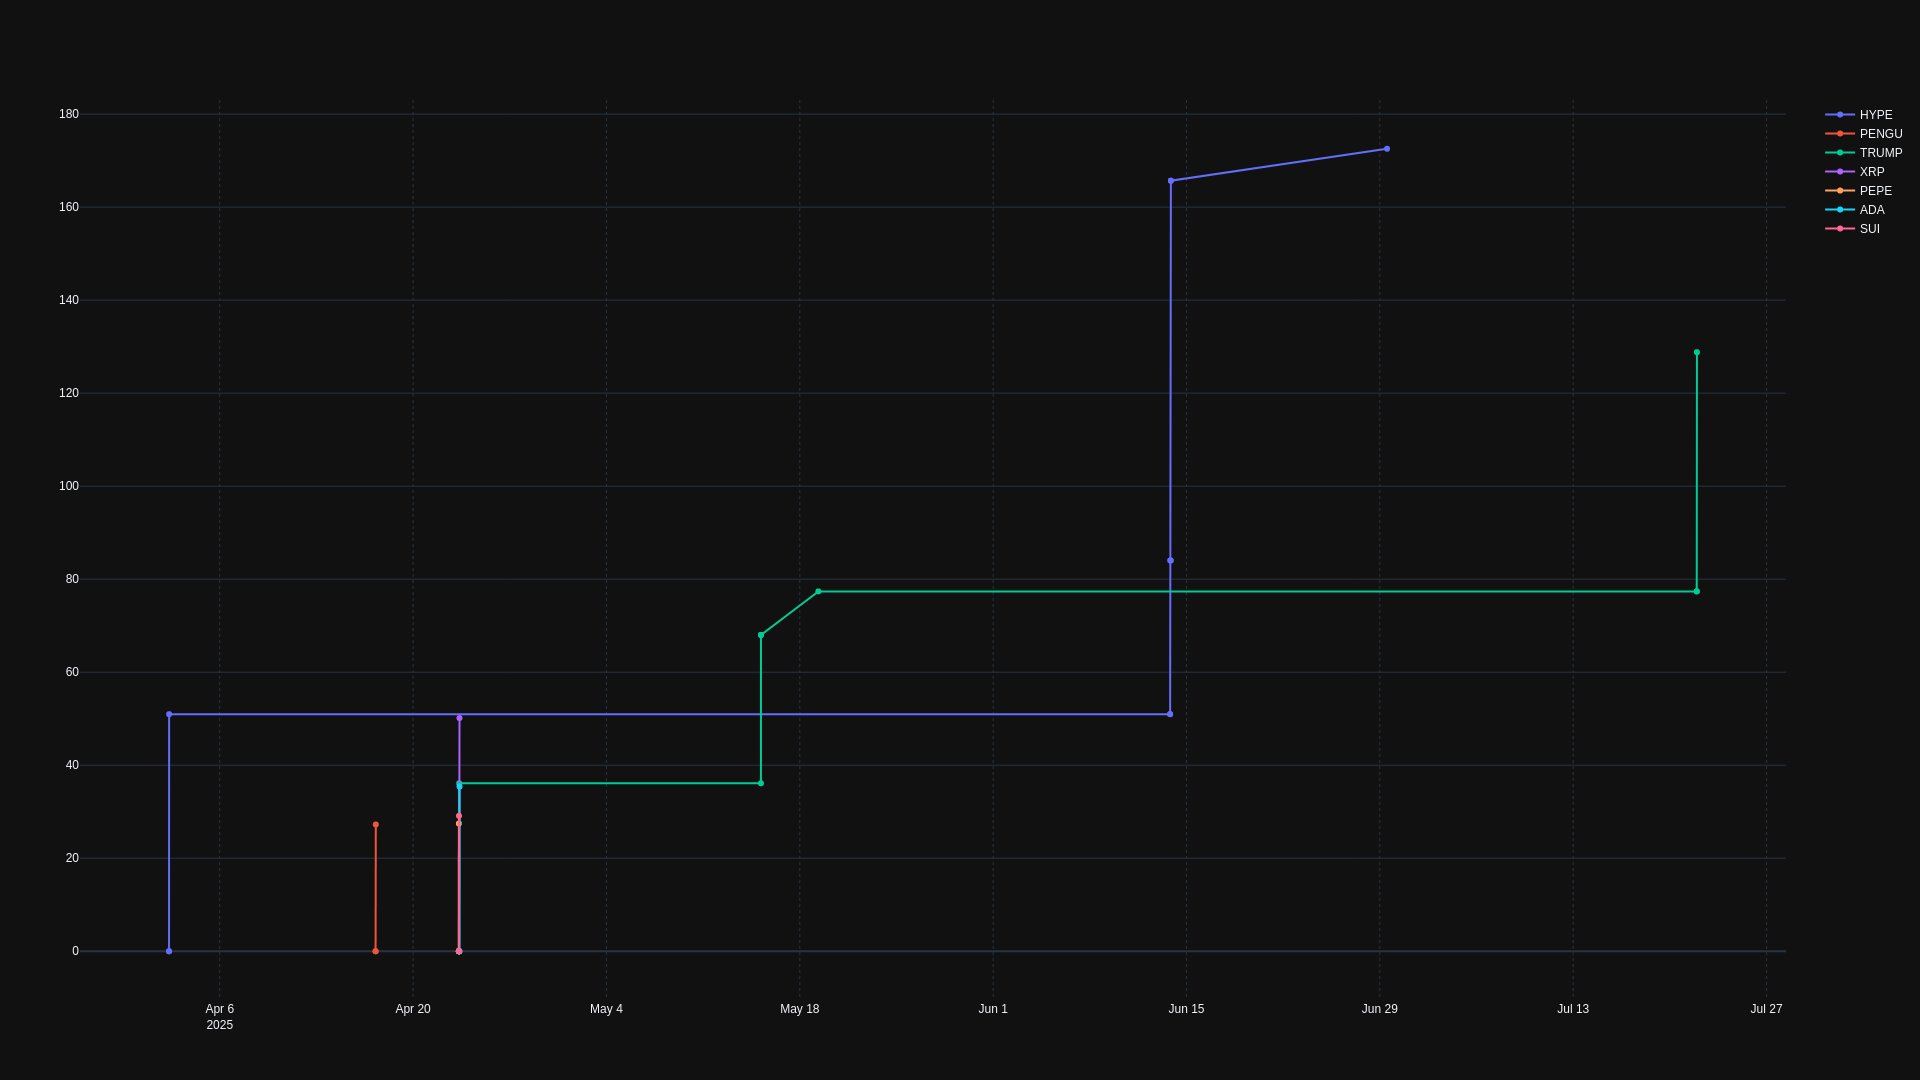 180
160
140
120
100
80
60
40
20
0
Apr 6
2025
Apr 20
May 4
May 18
Jun 1
Jun 15
Jun 29
Jul 13
Jul 27
HYPE
PENGU
TRUMP
XRP
PEPE
ADA
SUI